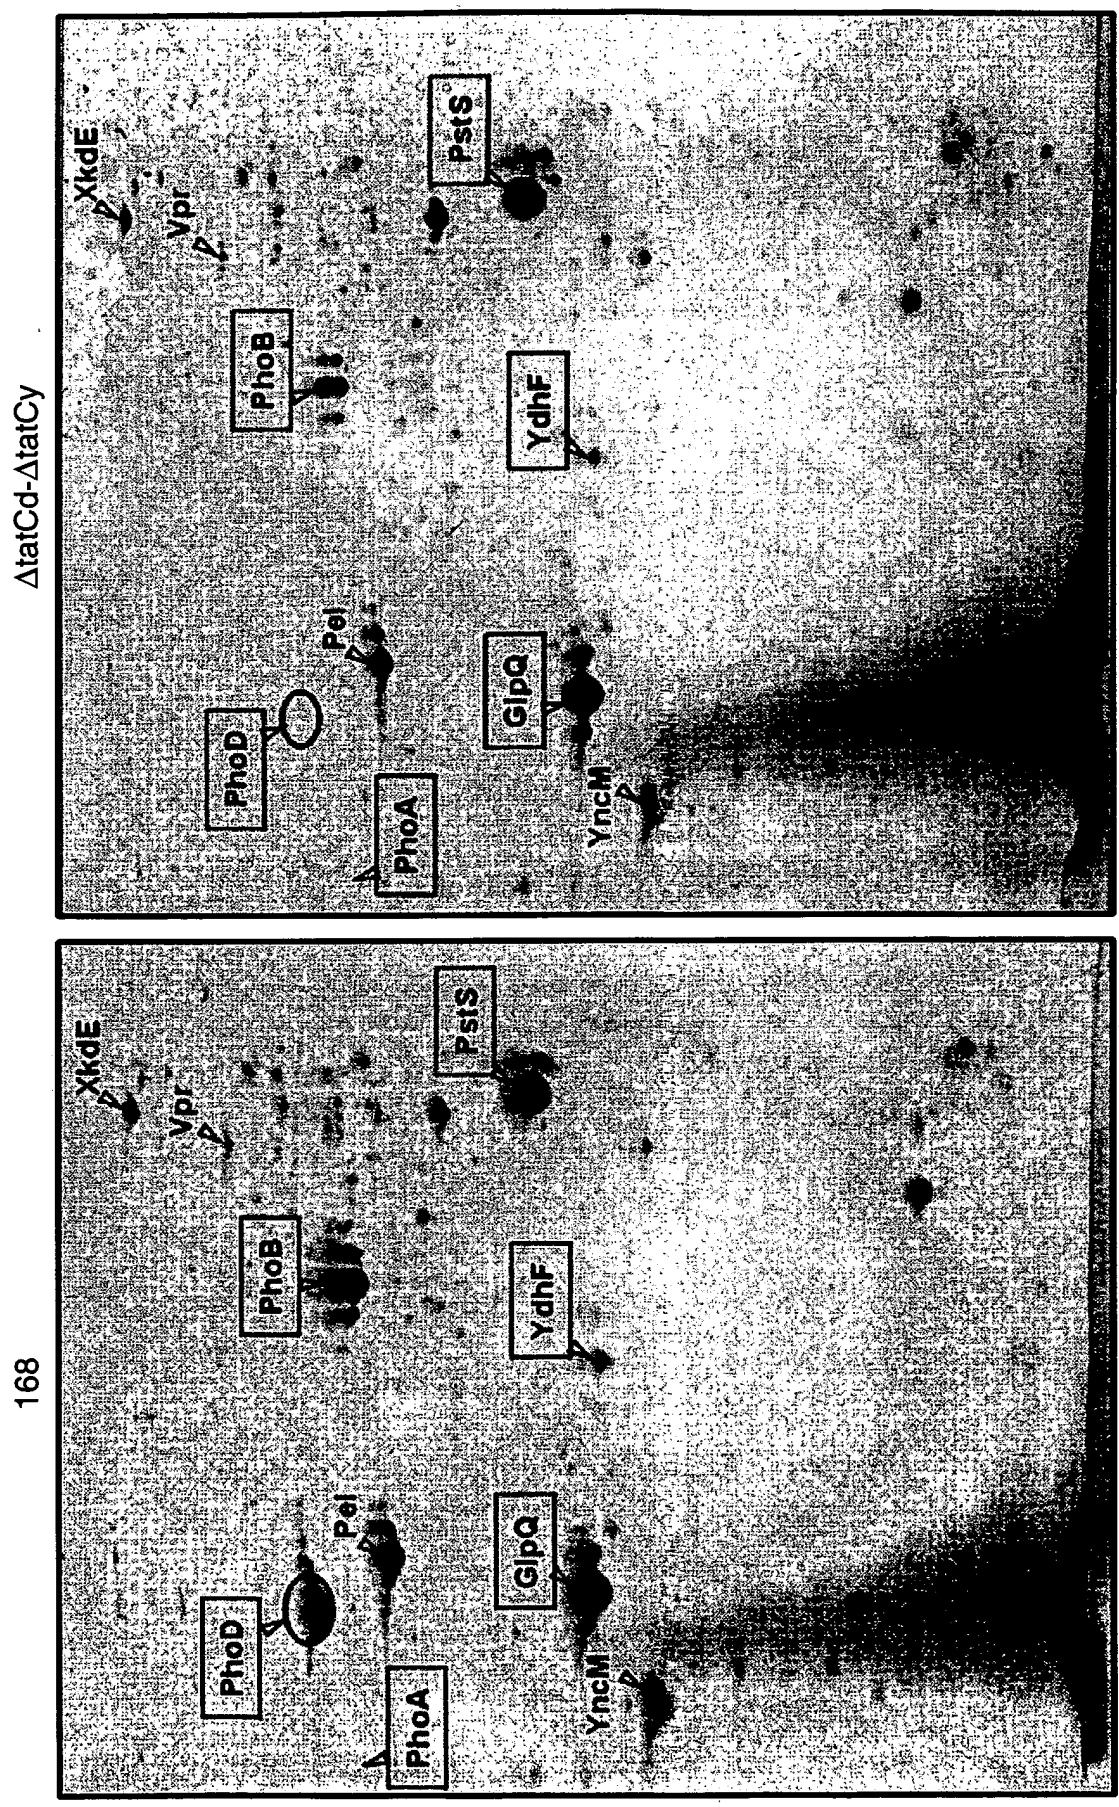 168
XkdE
Vpr
PstS
PhoB
YdhF
PhoD
Pel
GlpQ
PhoA
YncM
ΔtatCd-ΔtatCy
XkdE
Vpr
PstS
PhoB
YdhF
PhoD
Pel
GlpQ
PhoA
YncM